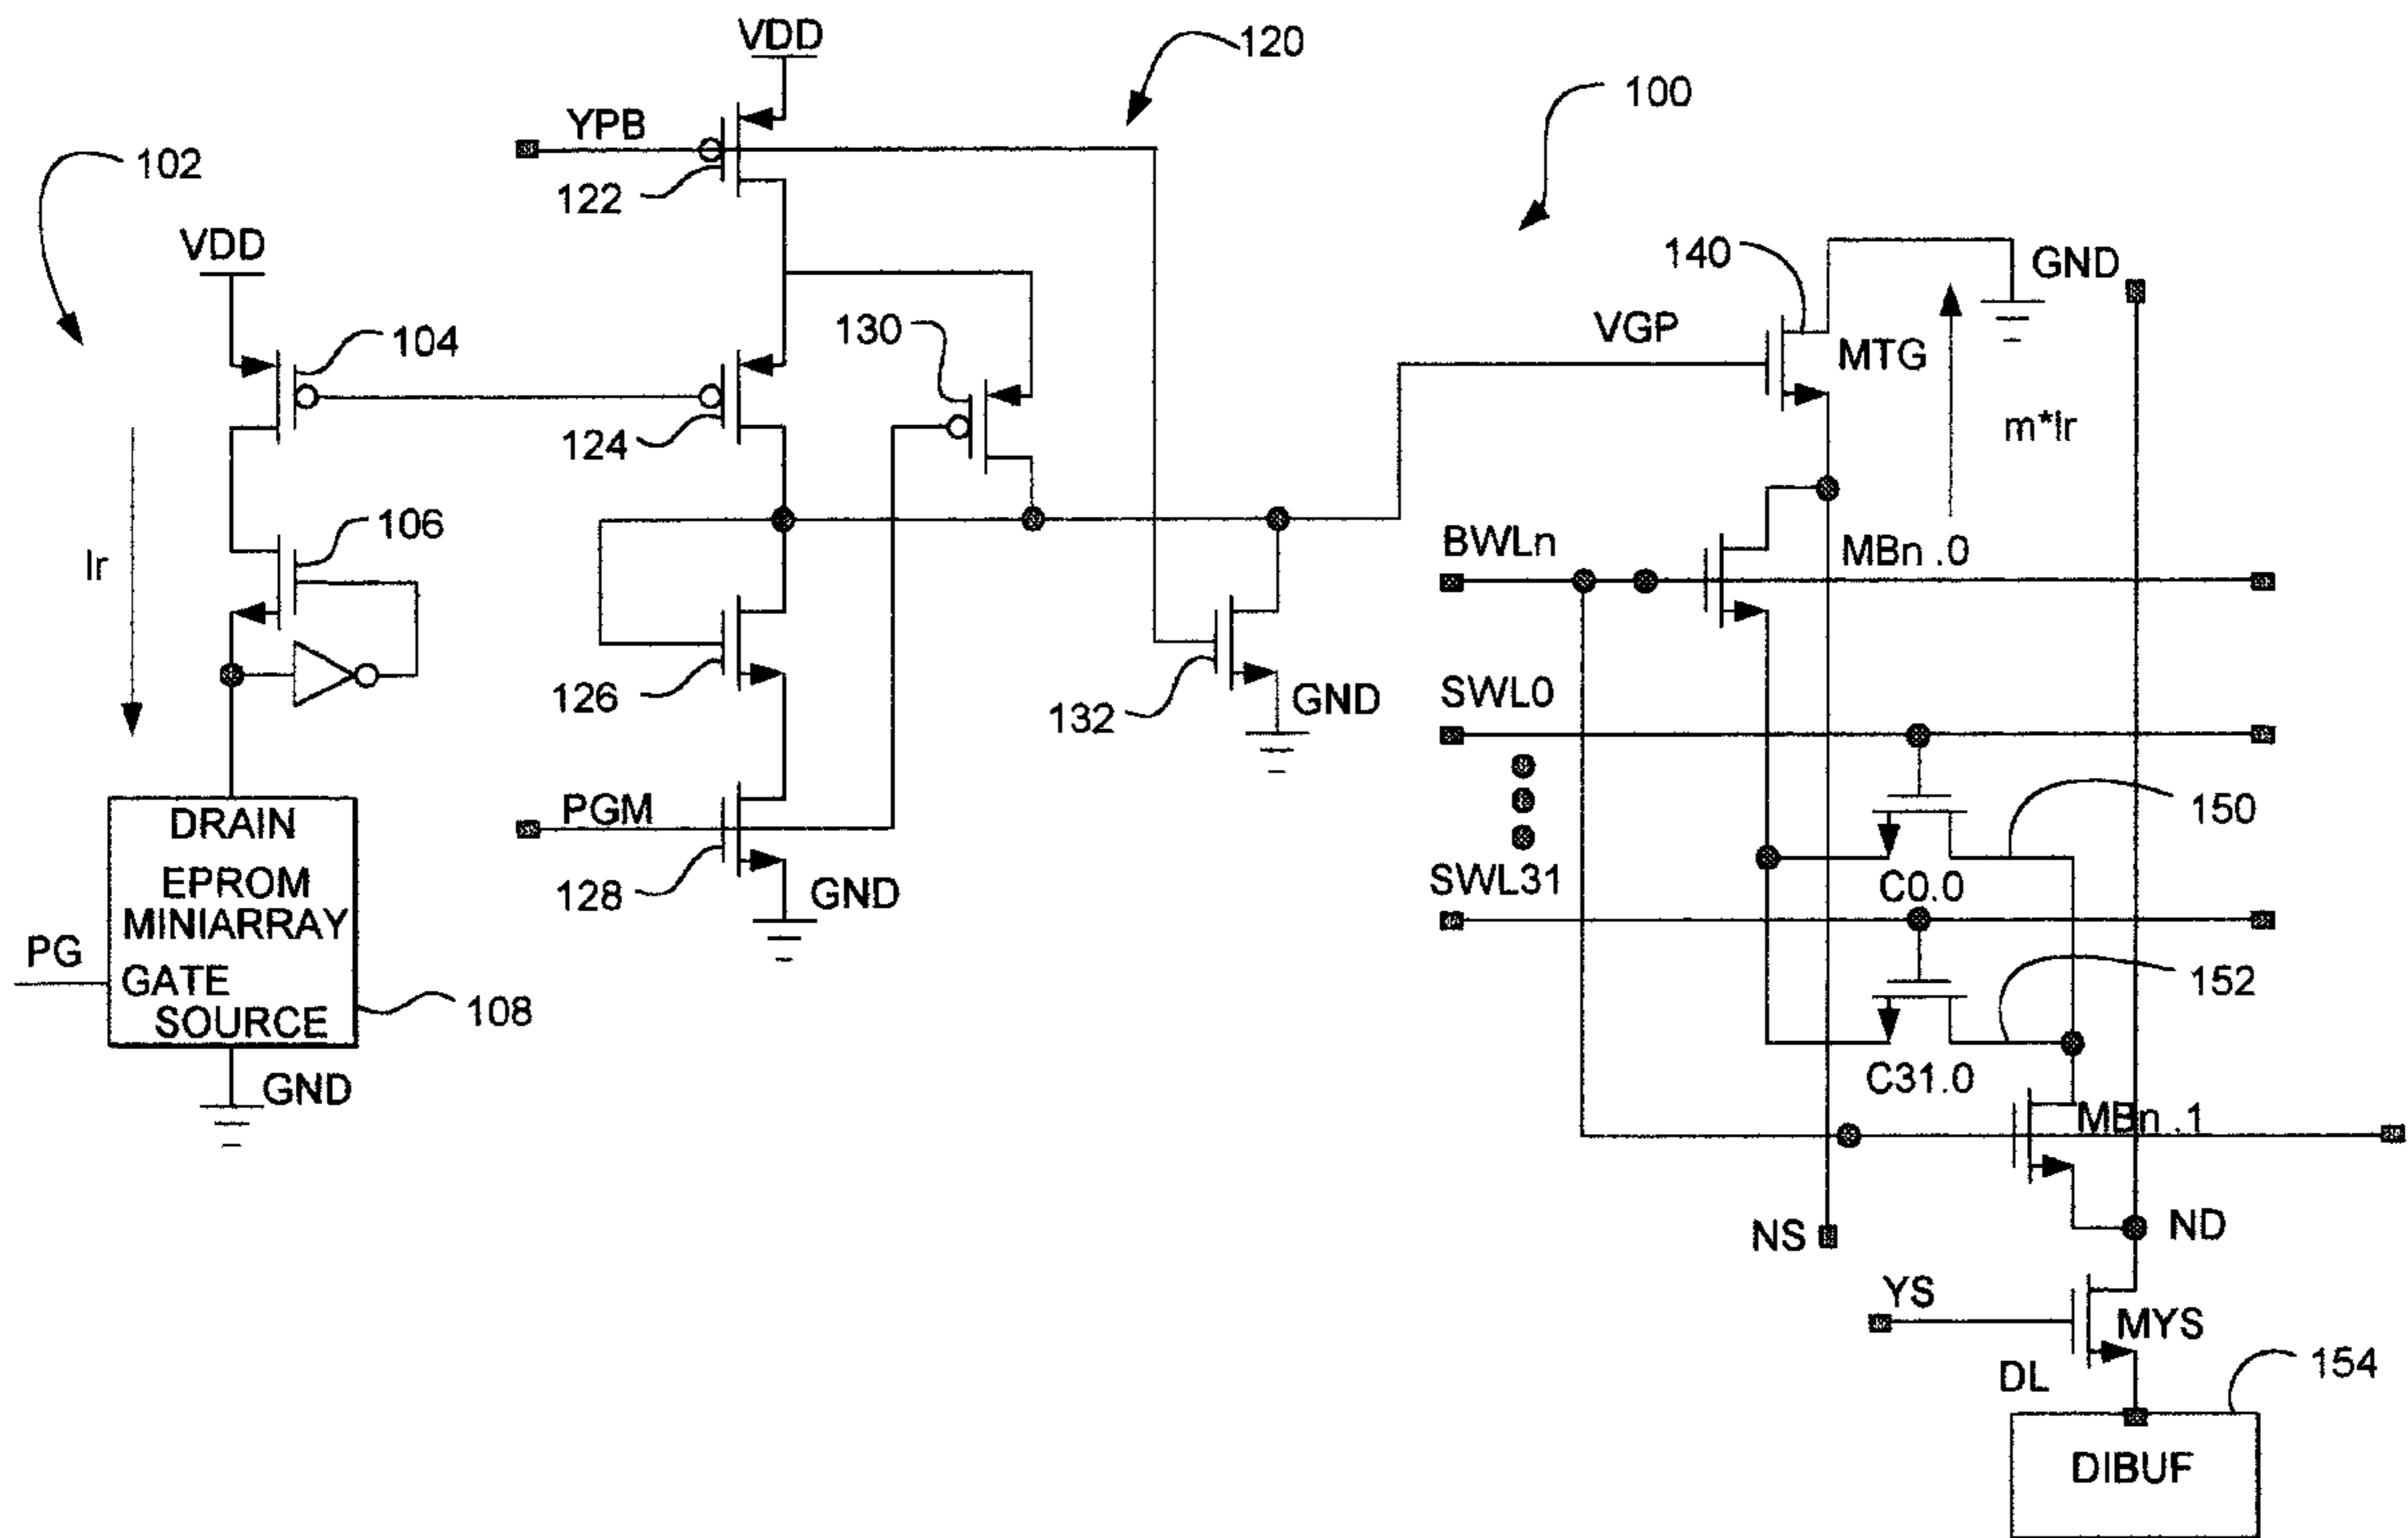 VDD
120
YPB
100
102
122
VDD
140
GND
104
130
VGP
MTG
124
m*Ir
106
BWLn
MBn .0
Ir
126
SWL0
132
GND
DRAIN
PGM
150
EPROM
MINIARRAY
128
GND
SWL31
C0.0
PG
GATE
SOURCE
108
152
GND
C31.0
MBn .1
NS
ND
YS
MYS
DL
154
DIBUF